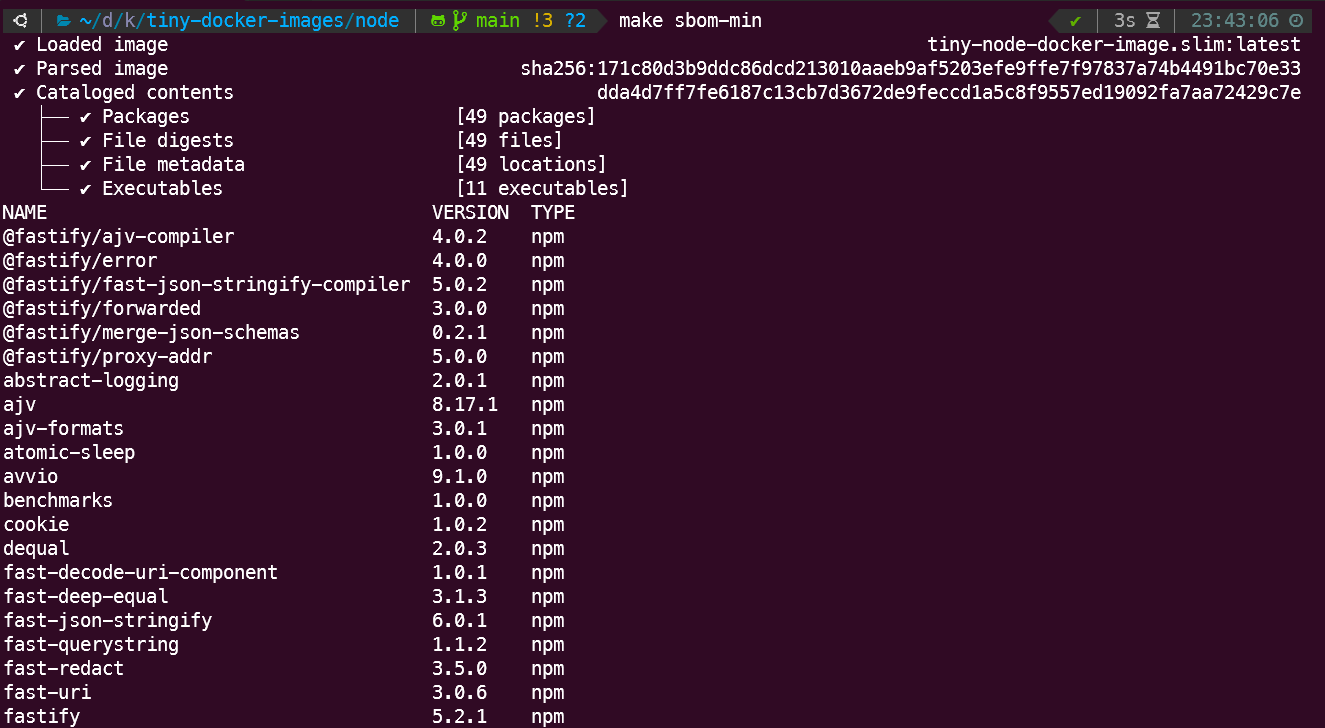 ~/d/k/tiny-docker-images/node main !3 ?2 make sbom-min ✔ 3s 23:43:06
✔ Loaded image tiny-node-docker-image.slim:latest
✔ Parsed image sha256:171c80d3b9ddc86dcd213010aaeb9af5203efe9ffe7f97837a74b4491bc70e33
✔ Cataloged contents dda4d7ff7fe6187c13cb7d3672de9feccd1a5c8f9557ed19092fa7aa72429c7e
├── ✔ Packages [49 packages]
├── ✔ File digests [49 files]
├── ✔ File metadata [49 locations]
└── ✔ Executables [11 executables]
NAME VERSION TYPE
@fastify/ajv-compiler 4.0.2 npm
@fastify/error 4.0.0 npm
@fastify/fast-json-stringify-compiler 5.0.2 npm
@fastify/forwarded 3.0.0 npm
@fastify/merge-json-schemas 0.2.1 npm
@fastify/proxy-addr 5.0.0 npm
abstract-logging 2.0.1 npm
ajv 8.17.1 npm
ajv-formats 3.0.1 npm
atomic-sleep 1.0.0 npm
avvio 9.1.0 npm
benchmarks 1.0.0 npm
cookie 1.0.2 npm
dequal 2.0.3 npm
fast-decode-uri-component 1.0.1 npm
fast-deep-equal 3.1.3 npm
fast-json-stringify 6.0.1 npm
fast-querystring 1.1.2 npm
fast-redact 3.5.0 npm
fast-uri 3.0.6 npm
fastify 5.2.1 npm